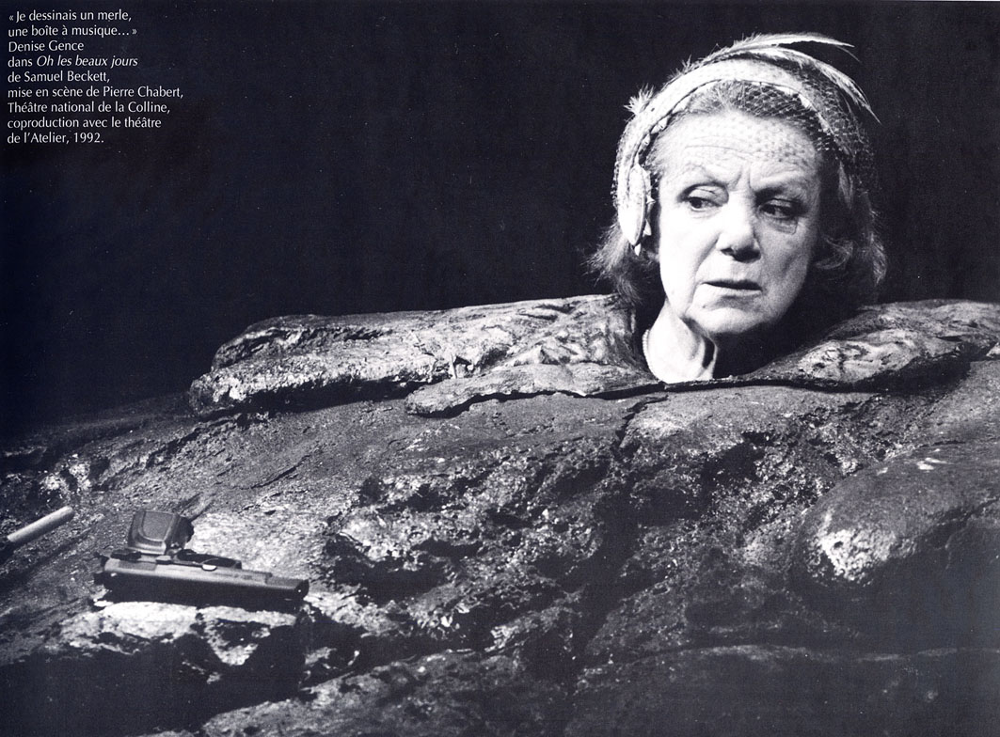 « Je dessinais un merle,
une boîte à musique... »
Denise Gence
dans Oh les beaux jours
de Samuel Beckett,
mise en scène de Pierre Chabert,
Théâtre national de la Colline,
coproduction avec le théâtre
de l'Atelier, 1992.